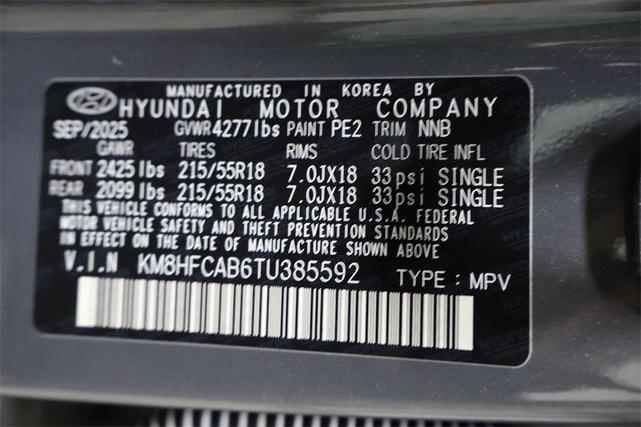 MANUFACTURED IN KOREA BY
HYUNDAI MOTOR COMPANY
SEP/2025 GVWR 4277lbs PAINT PE2 TRIM NNB
GAWR TIRES RIMS COLD TIRE INFL
FRONT 2425lbs 215/55R18 7.0JX18 33psi SINGLE
REAR 2099lbs 215/55R18 7.0JX18 33psi SINGLE
THIS VEHICLE CONFORMS TO ALL APPLICABLE U.S.A. FEDERAL
MOTOR VEHICLE SAFETY AND THEFT PREVENTION STANDARDS
IN EFFECT ON THE DATE OF MANUFACTURE SHOWN ABOVE
V.I.N KM8HFCAB6TU385592 TYPE : MPV